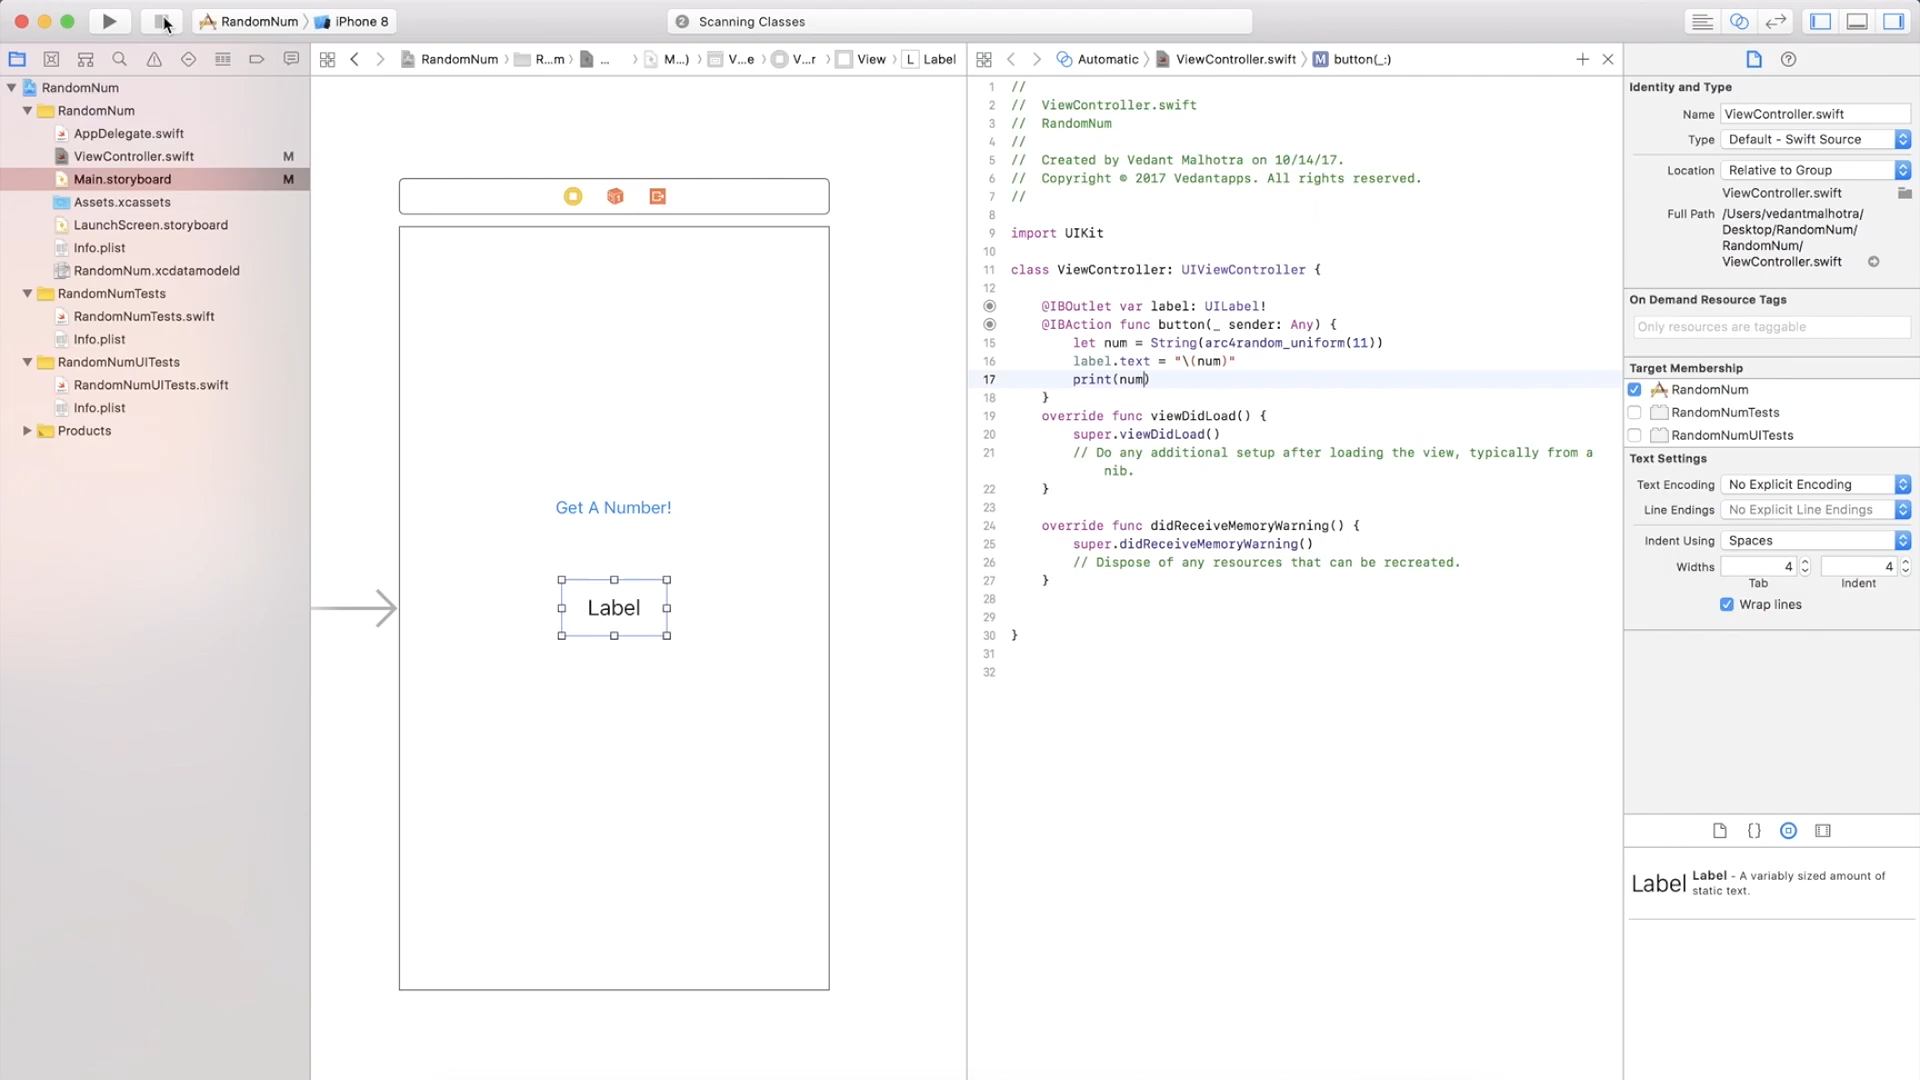 RandomNum
iPhone 8
2 Scanning Classes
RandomNum
RandomNum
AppDelegate.swift
ViewController.swift M
Main.storyboard M
Assets.xcassets
LaunchScreen.storyboard
Info.plist
RandomNum.xcdatamodeld
RandomNumTests
RandomNumTests.swift
Info.plist
RandomNumUITests
RandomNumUITests.swift
Info.plist
Products
RandomNum R...m ... M...) V...e V...r View L Label
Get A Number!
Label
Automatic ViewController.swift M button(_:)
1 //
2 // ViewController.swift
3 // RandomNum
4 //
5 // Created by Vedant Malhotra on 10/14/17.
6 // Copyright © 2017 Vedantapps. All rights reserved.
7 //
8
9 import UIKit
10
11 class ViewController: UIViewController {
12
@IBOutlet var label: UILabel!
@IBAction func button(_ sender: Any) {
15 let num = String(arc4random_uniform(11))
16 label.text = "\(num)"
17 print(num)
18 }
19 override func viewDidLoad() {
20 super.viewDidLoad()
21 // Do any additional setup after loading the view, typically from a
nib.
22 }
23
24 override func didReceiveMemoryWarning() {
25 super.didReceiveMemoryWarning()
26 // Dispose of any resources that can be recreated.
27 }
28
29
30 }
31
32
Identity and Type
Name ViewController.swift
Type Default - Swift Source
Location Relative to Group
ViewController.swift
Full Path /Users/vedantmalhotra/
Desktop/RandomNum/
RandomNum/
ViewController.swift
On Demand Resource Tags
Only resources are taggable
Target Membership
RandomNum
RandomNumTests
RandomNumUITests
Text Settings
Text Encoding No Explicit Encoding
Line Endings No Explicit Line Endings
Indent Using Spaces
Widths 4 4
Tab Indent
Wrap lines
{}
Label Label - A variably sized amount of
static text.